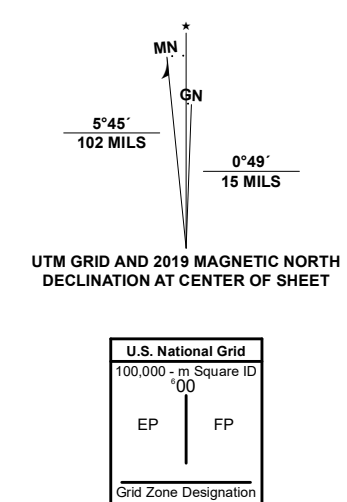 ★
MN
GN
5°45´
102 MILS
0°49´
15 MILS
UTM GRID AND 2019 MAGNETIC NORTH
DECLINATION AT CENTER OF SHEET
U.S. National Grid
100,000 - m Square ID
⁶00
EP FP
Grid Zone Designation